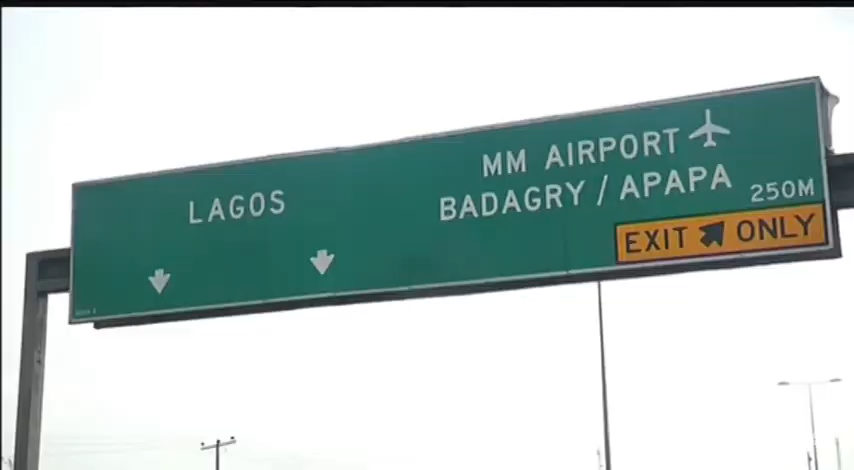 LAGOS
MM AIRPORT
BADAGRY / APAPA
250M
EXIT ONLY